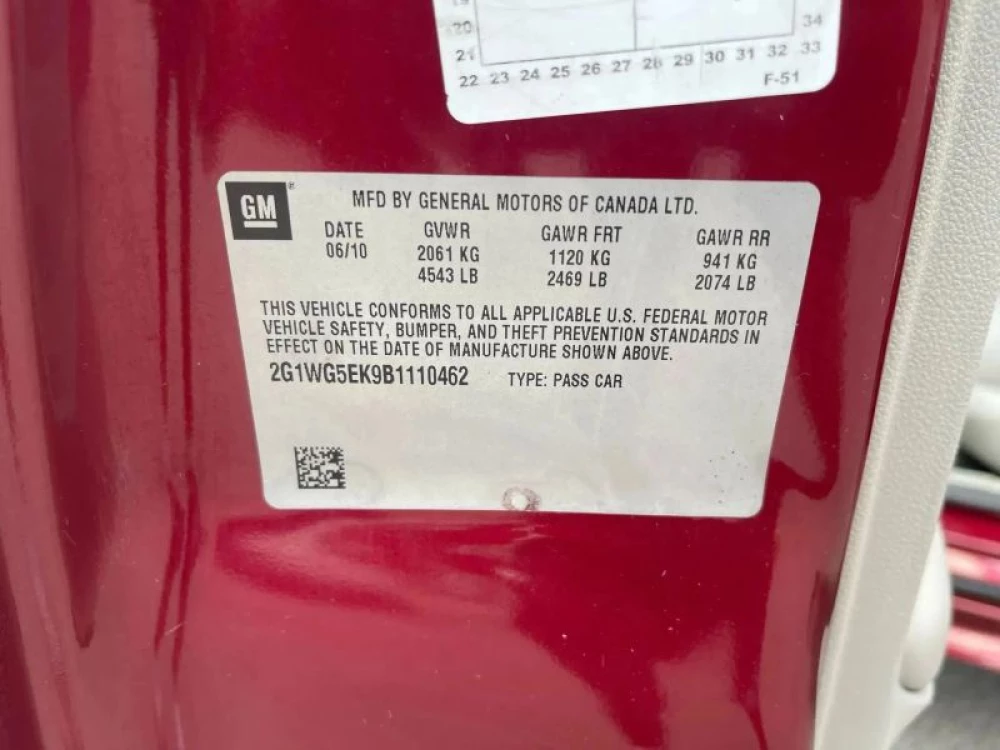 19
20
21
22 23 24 25 26 27 28 29 30 31 32 33
34
F-51
GM
MFD BY GENERAL MOTORS OF CANADA LTD.
DATE GVWR GAWR FRT GAWR RR
06/10 2061 KG 1120 KG 941 KG
4543 LB 2469 LB 2074 LB
THIS VEHICLE CONFORMS TO ALL APPLICABLE U.S. FEDERAL MOTOR
VEHICLE SAFETY, BUMPER, AND THEFT PREVENTION STANDARDS IN
EFFECT ON THE DATE OF MANUFACTURE SHOWN ABOVE.
2G1WG5EK9B1110462 TYPE: PASS CAR